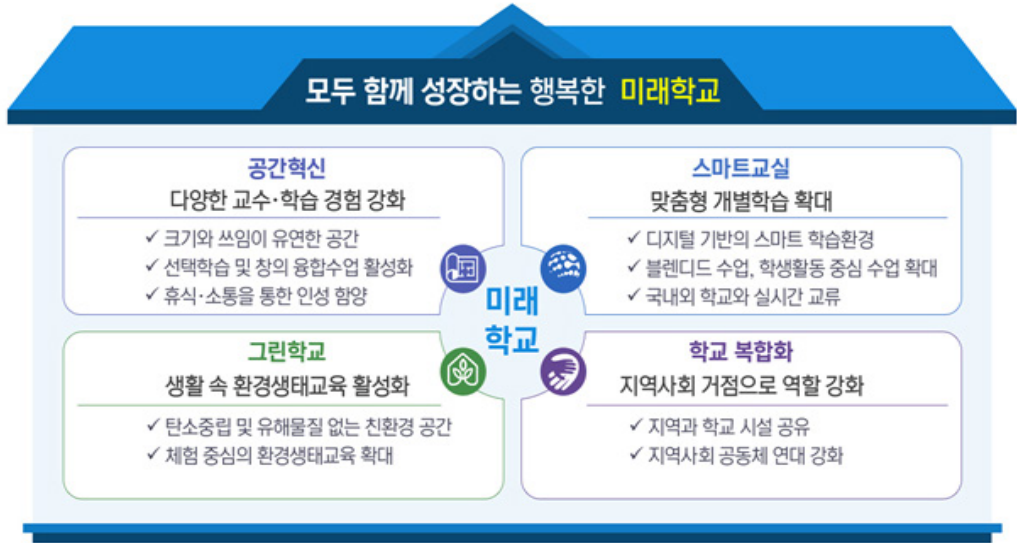 모두 함께 성장하는 행복한 미래학교
공간혁신
다양한 교수·학습 경험 강화
✓ 크기와 쓰임이 유연한 공간
✓ 선택학습 및 창의 융합수업 활성화
✓ 휴식·소통을 통한 인성 함양
스마트교실
맞춤형 개별학습 확대
✓ 디지털 기반의 스마트 학습환경
✓ 블렌디드 수업, 학생활동 중심 수업 확대
✓ 국내외 학교와 실시간 교류
미래
학교
그린학교
생활 속 환경생태교육 활성화
✓ 탄소중립 및 유해물질 없는 친환경 공간
✓ 체험 중심의 환경생태교육 확대
학교 복합화
지역사회 거점으로 역할 강화
✓ 지역과 학교 시설 공유
✓ 지역사회 공동체 연대 강화